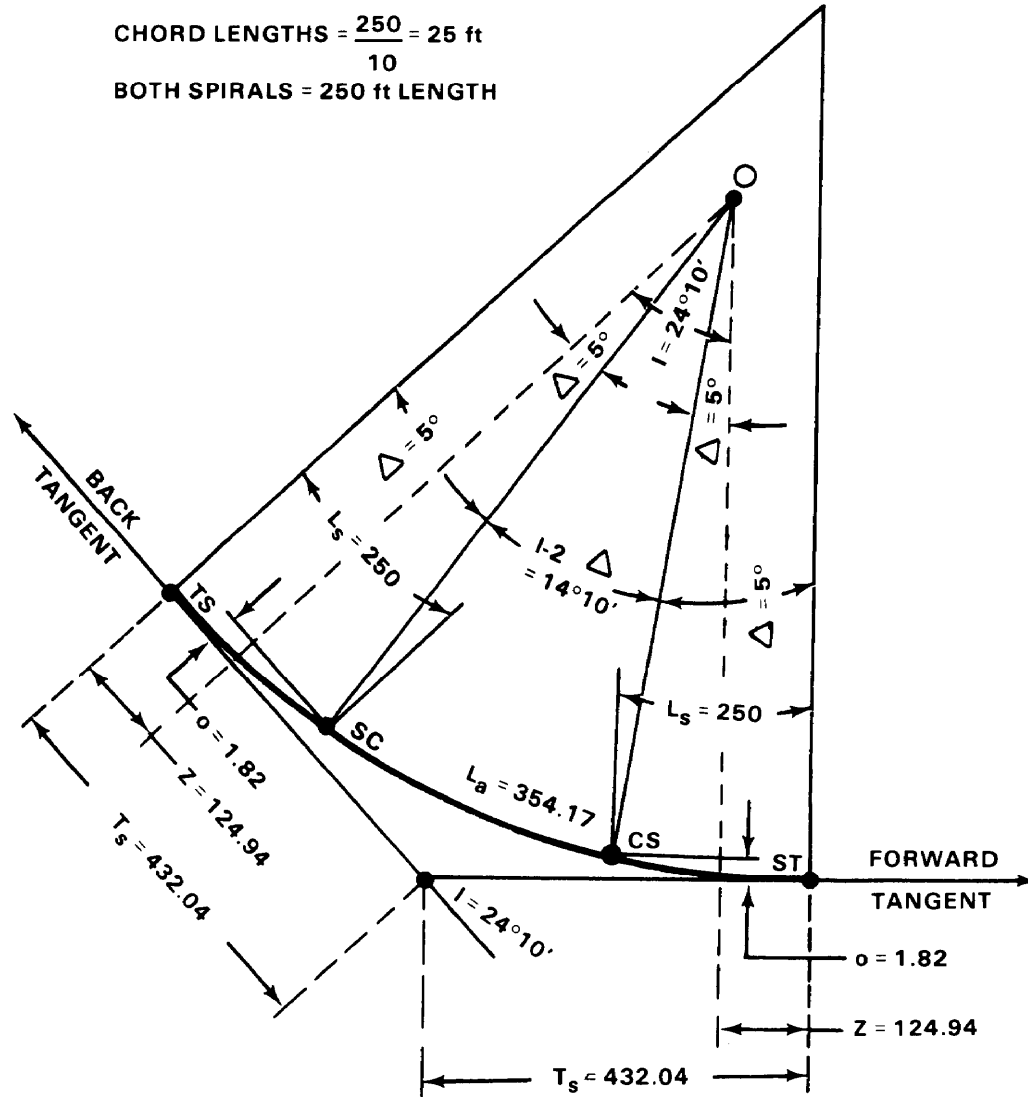 CHORD LENGTHS = 250/10 = 25 ft
BOTH SPIRALS = 250 ft LENGTH
O
I = 24°10′
△ = 5°
△ = 5°
△ = 5°
BACK
TANGENT
Ls = 250
I-2 △
= 14°10′
△ = 5°
TS
SC
Ls = 250
o = 1.82
Z = 124.94
Ts = 432.04
La = 354.17
CS
ST
FORWARD
TANGENT
I = 24°10′
o = 1.82
Z = 124.94
Ts = 432.04